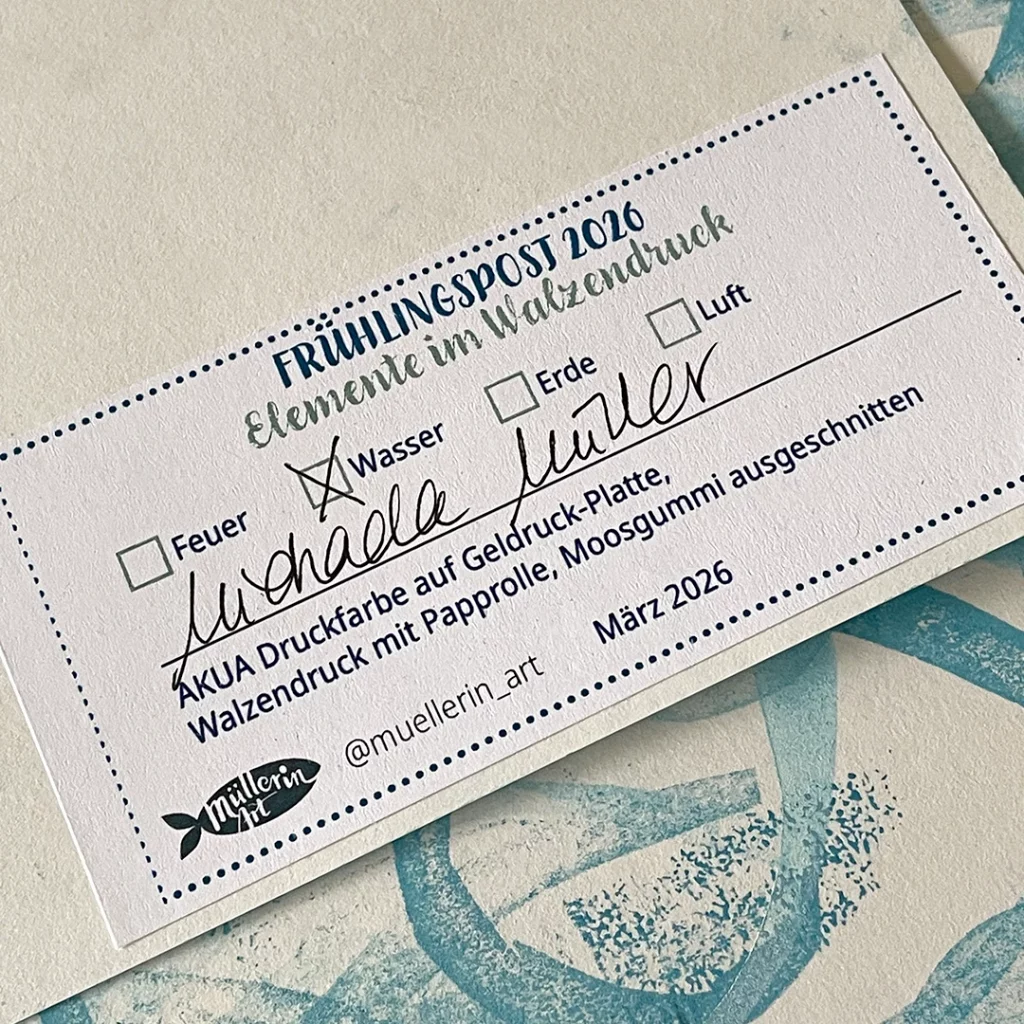 FRÜHLINGSPOST 2026
Elemente im Walzendruck
Feuer Wasser Erde Luft
Michaela Müller
AKUA Druckfarbe auf Geldruck-Platte,
Walzendruck mit Papprolle, Moosgummi ausgeschnitten
März 2026
@muellerin_art
Müllerin
Art